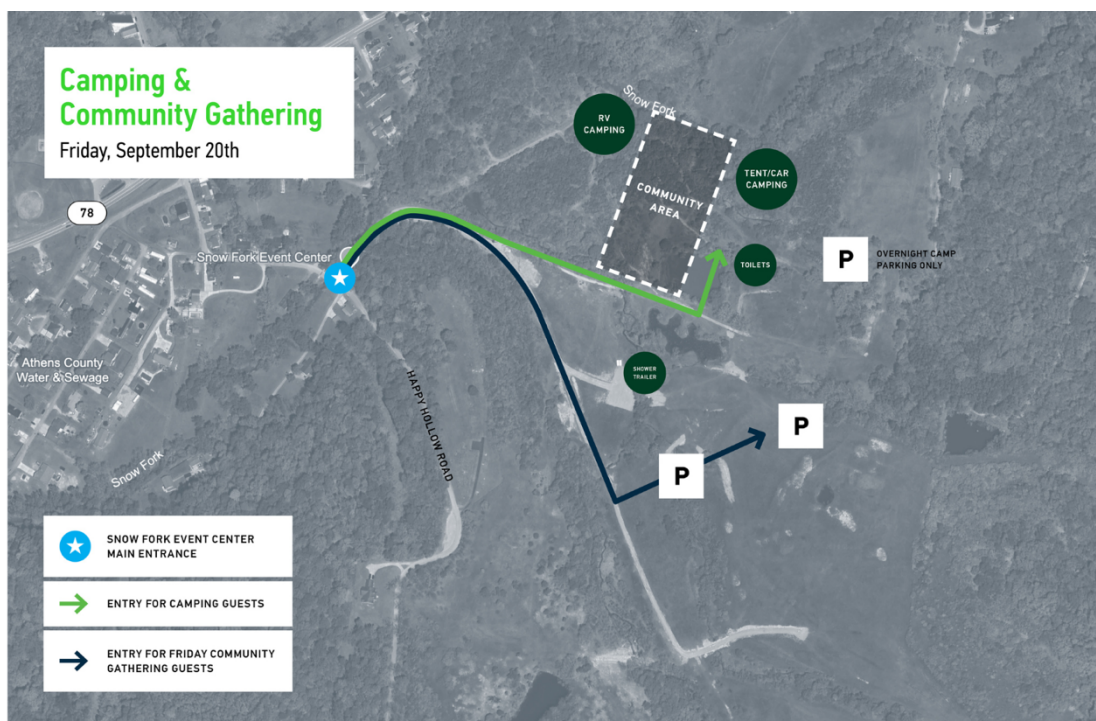 Camping &
Community Gathering
Friday, September 20th
78
Snow Fork Event Center
Athens County
Water & Sewage
Snow Fork
HAPPY HOLLOW ROAD
Snow Fork
RV
CAMPING
COMMUNITY
AREA
TENT/CAR
CAMPING
TOILETS
P
OVERNIGHT CAMP
PARKING ONLY
SHOWER
TRAILER
P
P
SNOW FORK EVENT CENTER
MAIN ENTRANCE
ENTRY FOR CAMPING GUESTS
ENTRY FOR FRIDAY COMMUNITY
GATHERING GUESTS